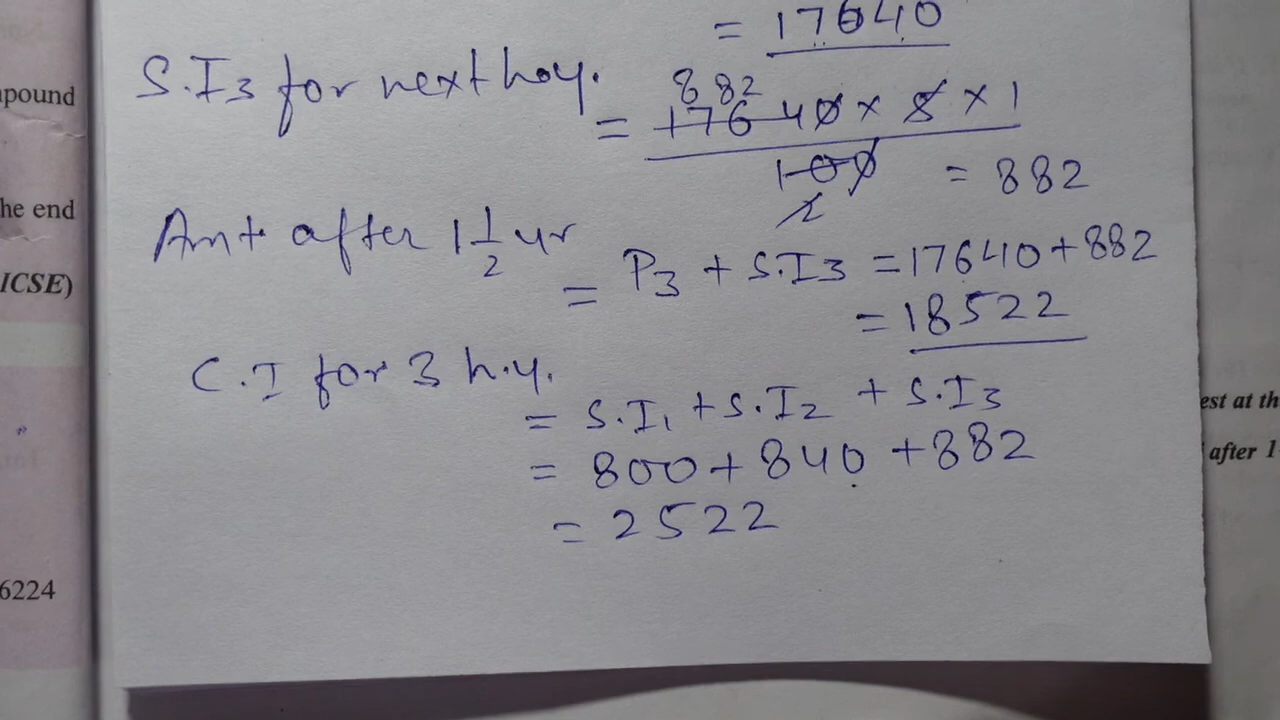 = 17640
S.I3 for next h.y.
882
= 17640 × 5 × 1
100 = 882
2
Amt. after 1 1/2 yr
= P3 + S.I3 = 17640 + 882
= 18522
C.I for 3 h.y.
= S.I1 + S.I2 + S.I3
= 800 + 840 + 882
= 2522
pound
he end
ICSE)
6224
est at th
after 1